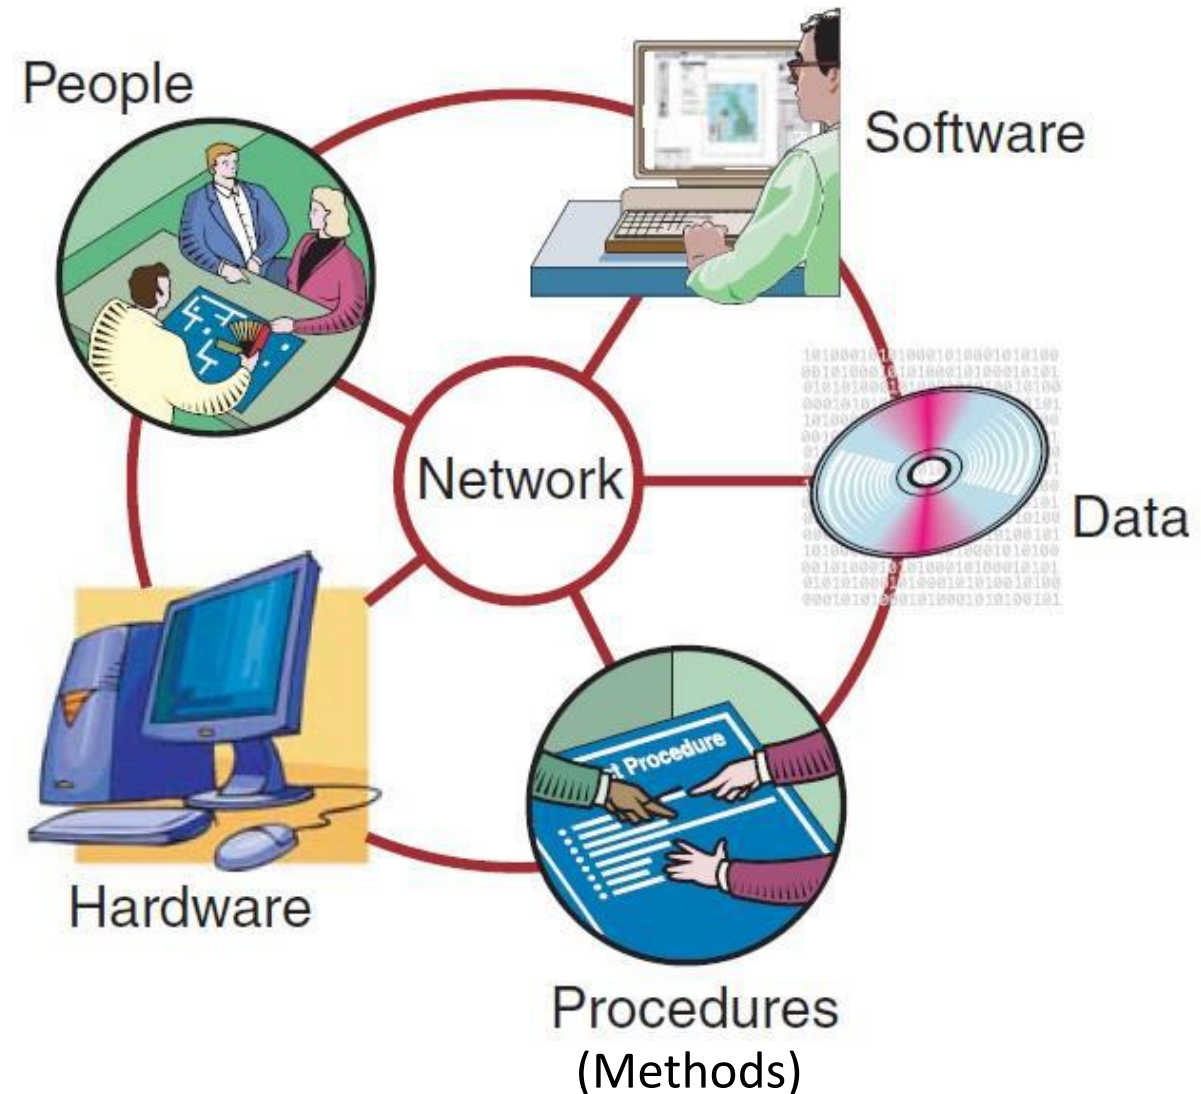 People
Software
Network
Data
t Procedure
Hardware
Procedures
(Methods)